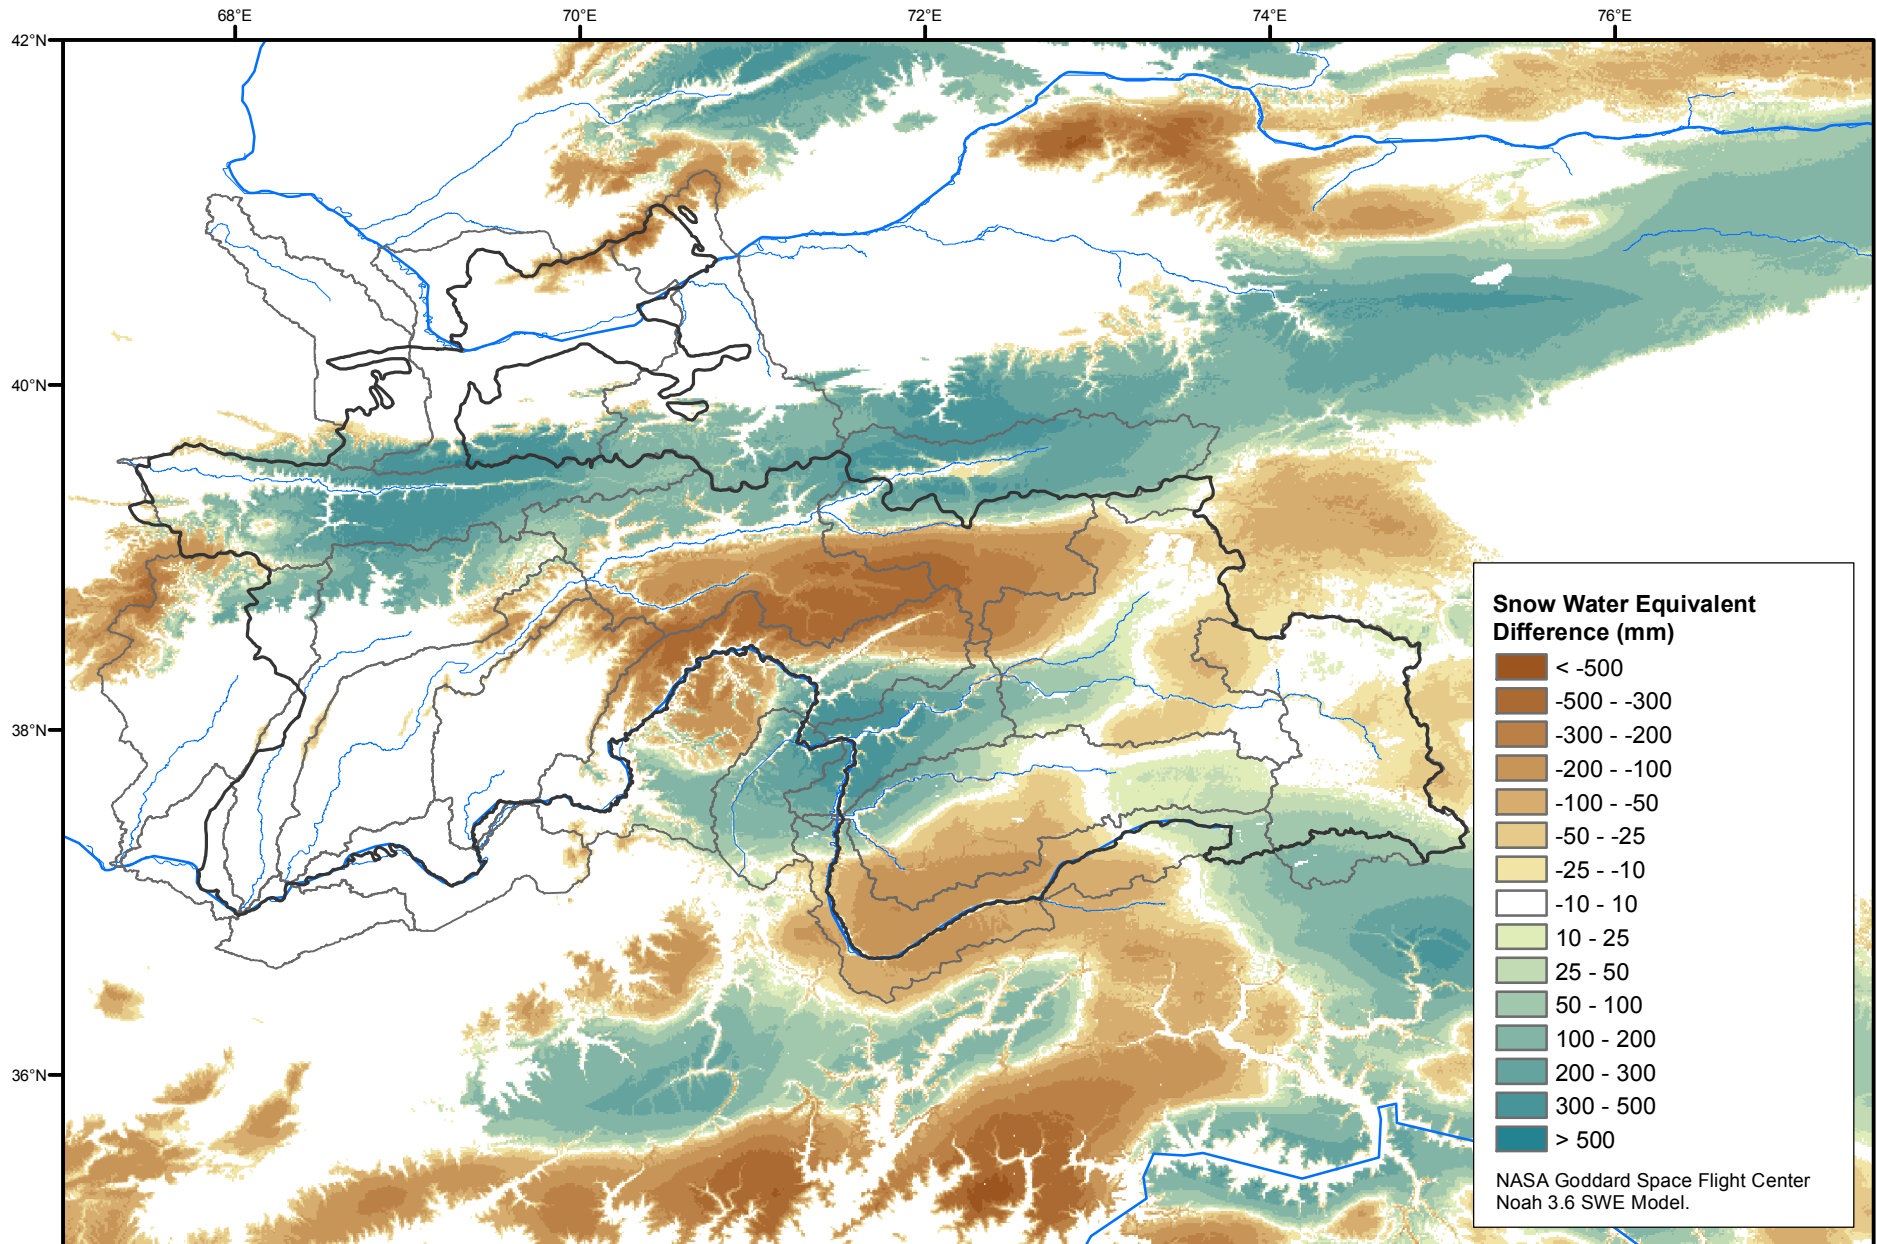 68°E
70°E
72°E
74°E
76°E
42°N
40°N
38°N
36°N
Snow Water Equivalent
Difference (mm)
< -500
-500 - -300
-300 - -200
-200 - -100
-100 - -50
-50 - -25
-25 - -10
-10 - 10
10 - 25
25 - 50
50 - 100
100 - 200
200 - 300
300 - 500
> 500
NASA Goddard Space Flight Center
Noah 3.6 SWE Model.